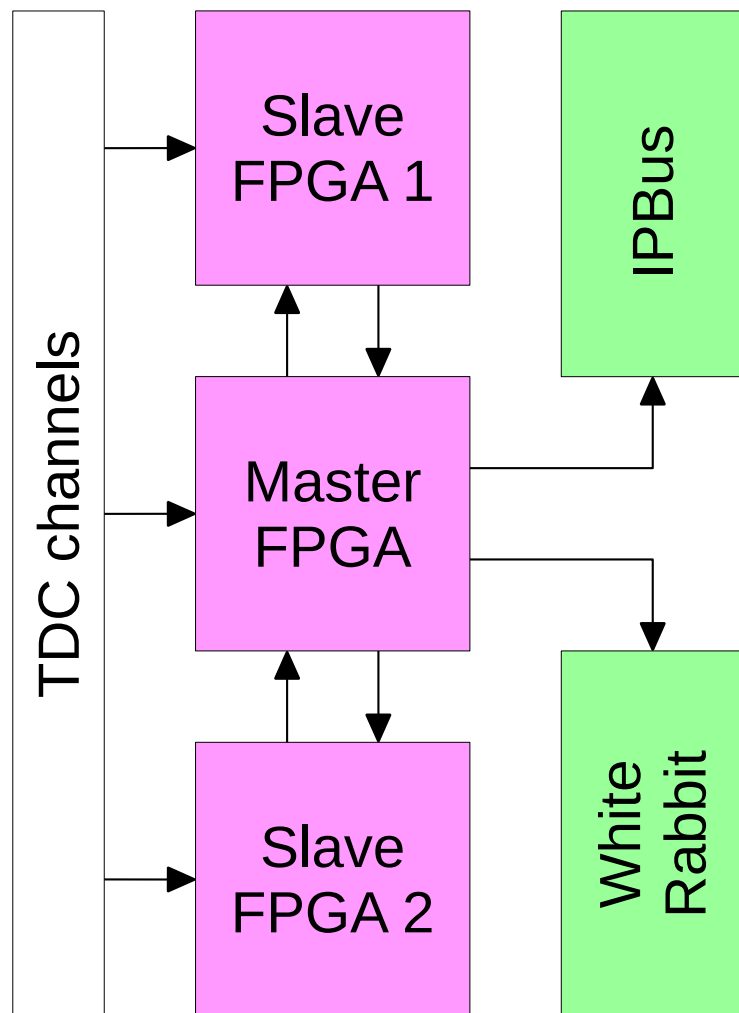 TDC channels
Slave
FPGA 1
Master
FPGA
Slave
FPGA 2
IPBus
White
Rabbit